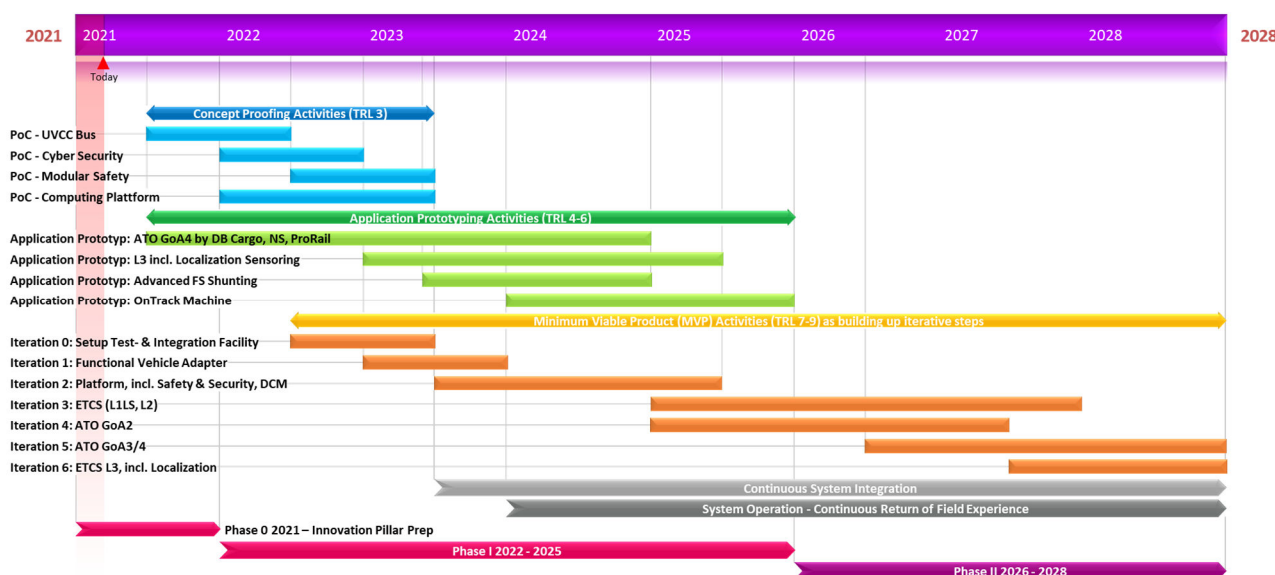 2021 2021 2022 2023 2024 2025 2026 2027 2028 2028
Today
Concept Proofing Activities (TRL 3)
PoC - UVCC Bus
PoC - Cyber Security
PoC - Modular Safety
PoC - Computing Plattform
Application Prototyping Activities (TRL 4-6)
Application Prototyp: ATO GoA4 by DB Cargo, NS, ProRail
Application Prototyp: L3 incl. Localization Sensoring
Application Prototyp: Advanced FS Shunting
Application Prototyp: OnTrack Machine
Minimum Viable Product (MVP) Activities (TRL 7-9) as building up iterative steps
Iteration 0: Setup Test- & Integration Facility
Iteration 1: Functional Vehicle Adapter
Iteration 2: Platform, incl. Safety & Security, DCM
Iteration 3: ETCS (L1LS, L2)
Iteration 4: ATO GoA2
Iteration 5: ATO GoA3/4
Iteration 6: ETCS L3, incl. Localization
Continuous System Integration
System Operation - Continuous Return of Field Experience
Phase 0 2021 – Innovation Pillar Prep
Phase I 2022 - 2025
Phase II 2026 - 2028